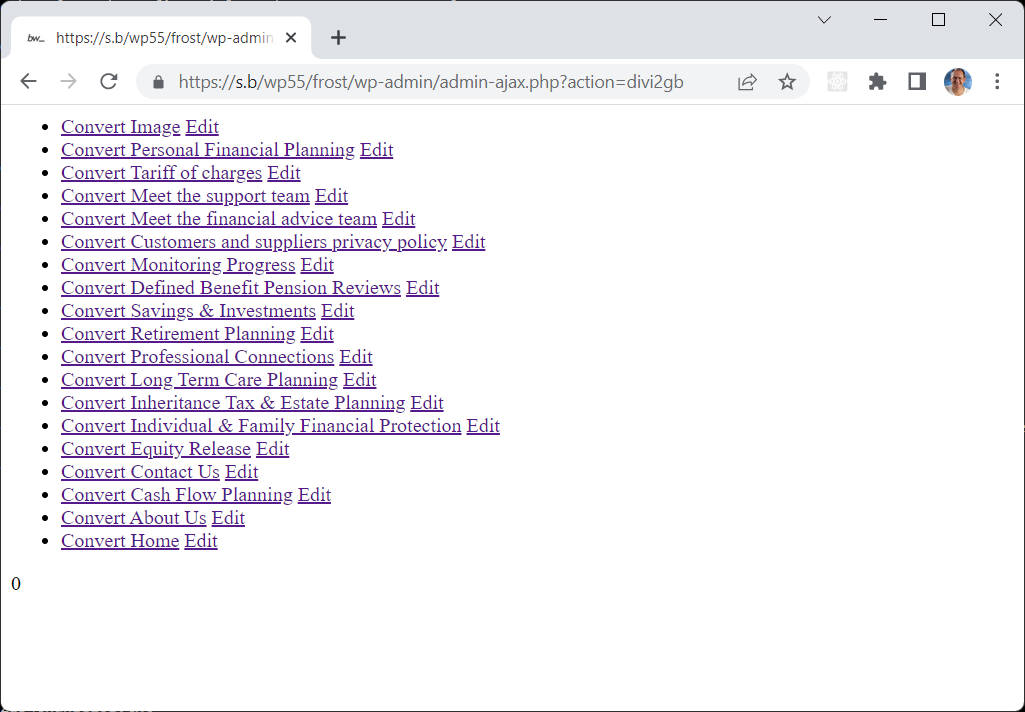 bw_ https://s.b/wp55/frost/wp-admin
https://s.b/wp55/frost/wp-admin/admin-ajax.php?action=divi2gb
Convert Image Edit
Convert Personal Financial Planning Edit
Convert Tariff of charges Edit
Convert Meet the support team Edit
Convert Meet the financial advice team Edit
Convert Customers and suppliers privacy policy Edit
Convert Monitoring Progress Edit
Convert Defined Benefit Pension Reviews Edit
Convert Savings & Investments Edit
Convert Retirement Planning Edit
Convert Professional Connections Edit
Convert Long Term Care Planning Edit
Convert Inheritance Tax & Estate Planning Edit
Convert Individual & Family Financial Protection Edit
Convert Equity Release Edit
Convert Contact Us Edit
Convert Cash Flow Planning Edit
Convert About Us Edit
Convert Home Edit
0